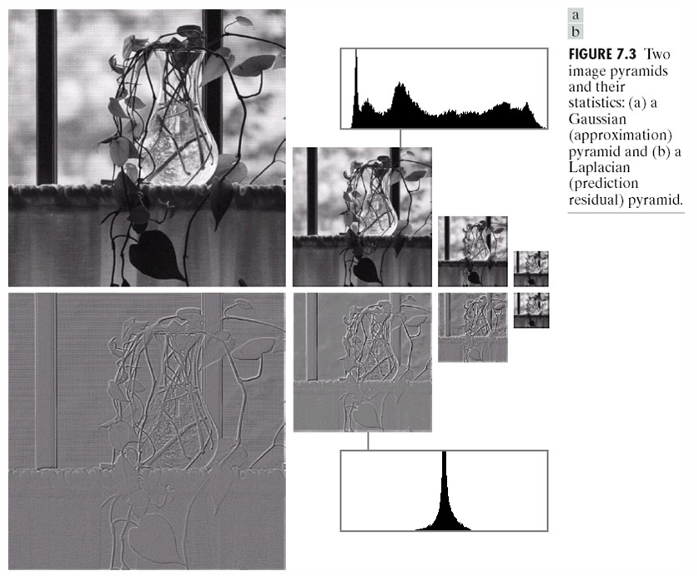 a
b
FIGURE 7.3 Two
image pyramids
and their
statistics: (a) a
Gaussian
(approximation)
pyramid and (b) a
Laplacian
(prediction
residual) pyramid.